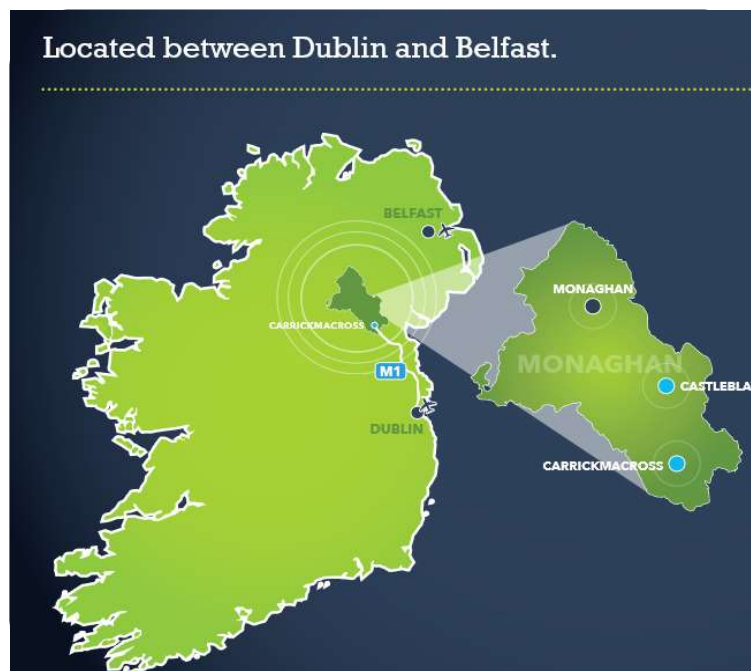 Located between Dublin and Belfast.
BELFAST
MONAGHAN
CARRICKMACROSS
MONAGHAN
M1
CASTLEBLA
DUBLIN
CARRICKMACROSS